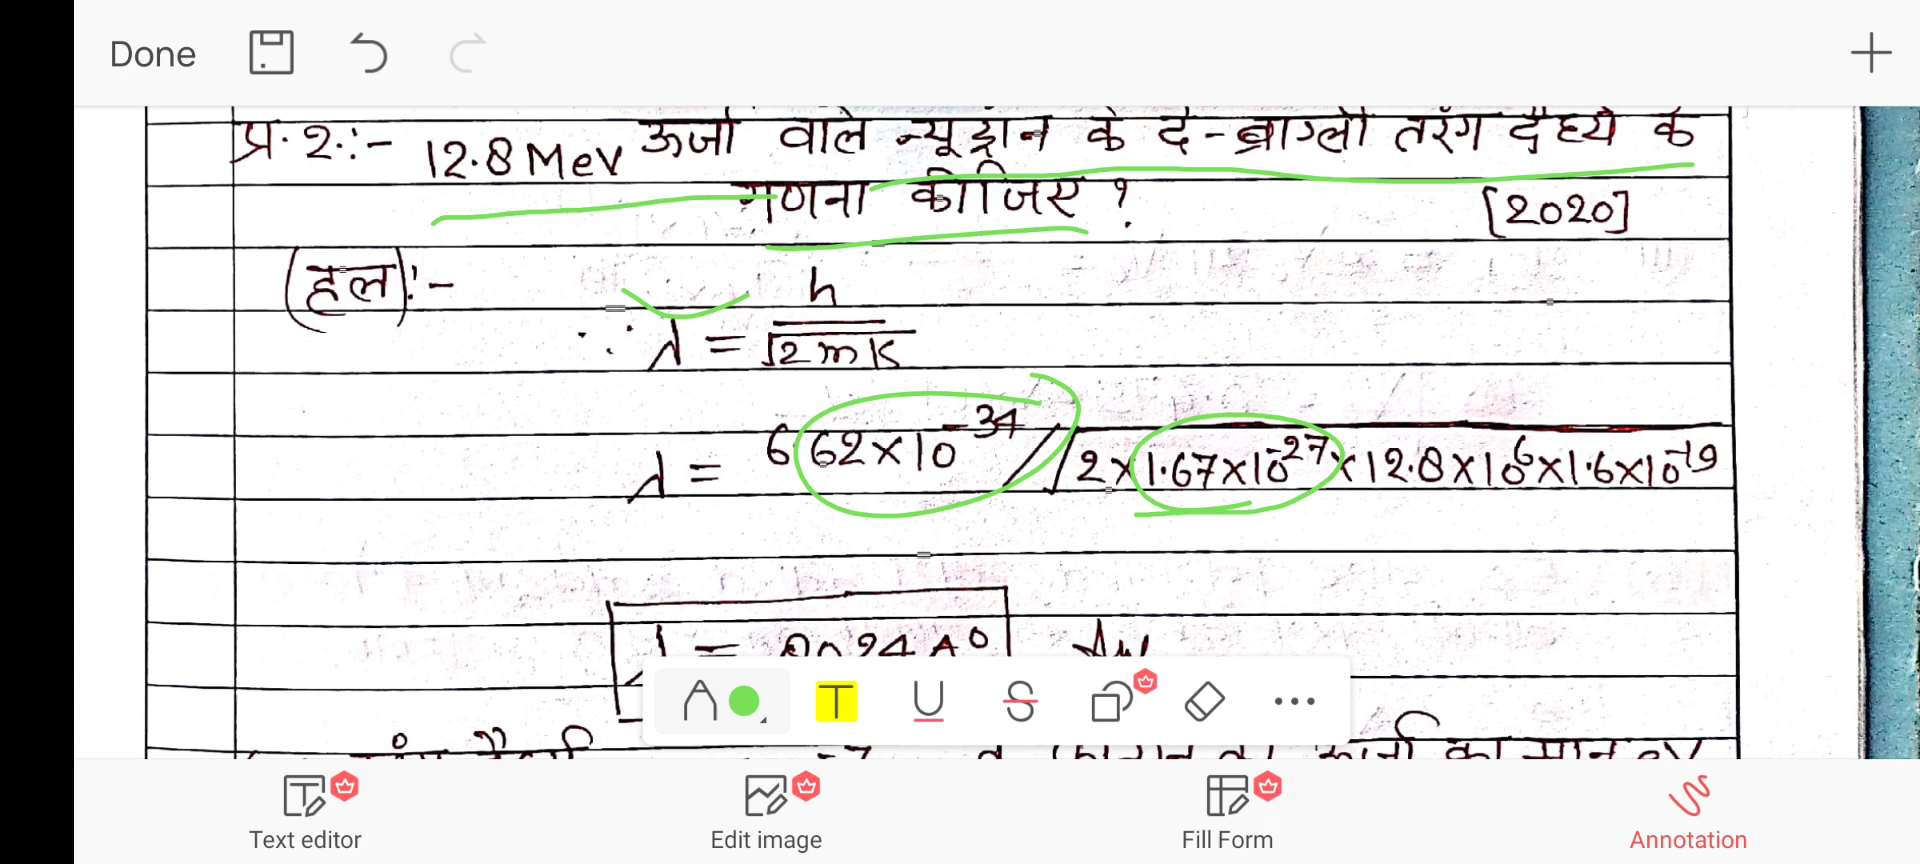 Done
प्र. 2:- 12.8 MeV ऊर्जा वाले न्यूट्रान के दे-ब्रोग्ली तरंग दैर्ध्य के
गणना कीजिए ?
[2020]
(हल):-
∵ λ = h / √2mK
λ = 6.62×10⁻³⁴ / √2×1.67×10⁻²⁷×12.8×10⁶×1.6×10⁻¹⁹
T U S
Text editor
Edit image
Fill Form
Annotation